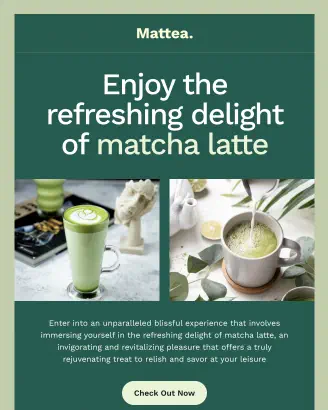 Mattea.
Enjoy the
refreshing delight
of matcha latte
Enter into an unparalleled blissful experience that involves
immersing yourself in the refreshing delight of matcha latte, an
invigorating and revitalizing pleasure that offers a truly
rejuvenating treat to relish and savor at your leisure
Check Out Now